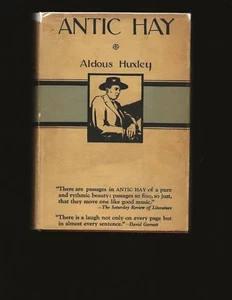 ANTIC HAY
Aldous Huxley
"There are passages in ANTIC HAY of a pure
and rythmic beauty: passages so fine, so just,
that they move one like good music."
—The Saturday Review of Literature
"There is a laugh not only on every page but
in almost every sentence."—David Garnett